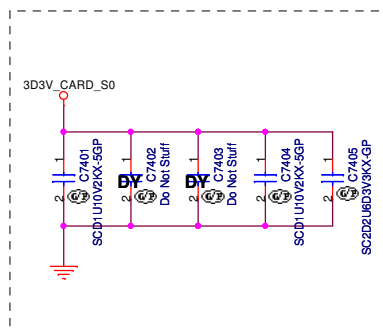 3D3V_CARD_S0
1
2
G/P
C7401
SCD1U10V2KX-5GP
1
2
DY
G/P
C7402
Do Not Stuff
1
2
DY
G/P
C7403
Do Not Stuff
1
2
G/P
C7404
SCD1U10V2KX-5GP
1
2
G/P
C7405
SC2D2U6D3V3KX-GP